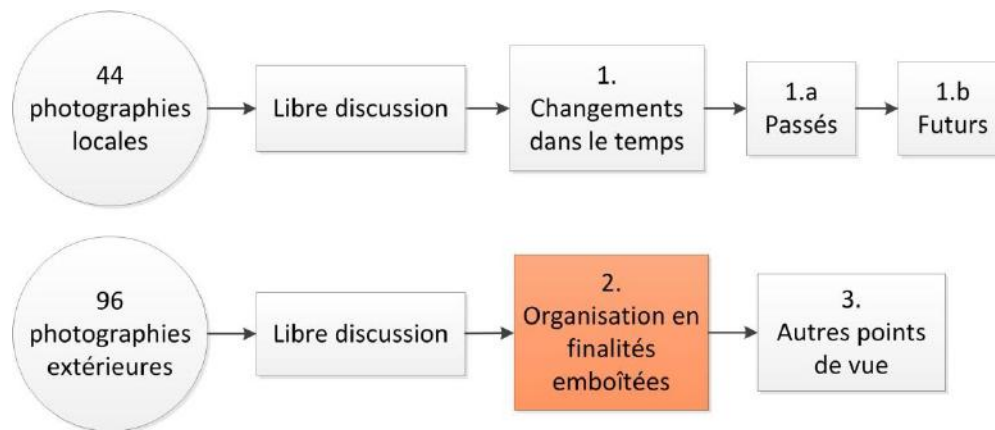 44
photographies
locales
Libre discussion
1.
Changements
dans le temps
1.a
Passés
1.b
Futurs
96
photographies
extérieures
Libre discussion
2.
Organisation en
finalités
emboîtées
3.
Autres points
de vue